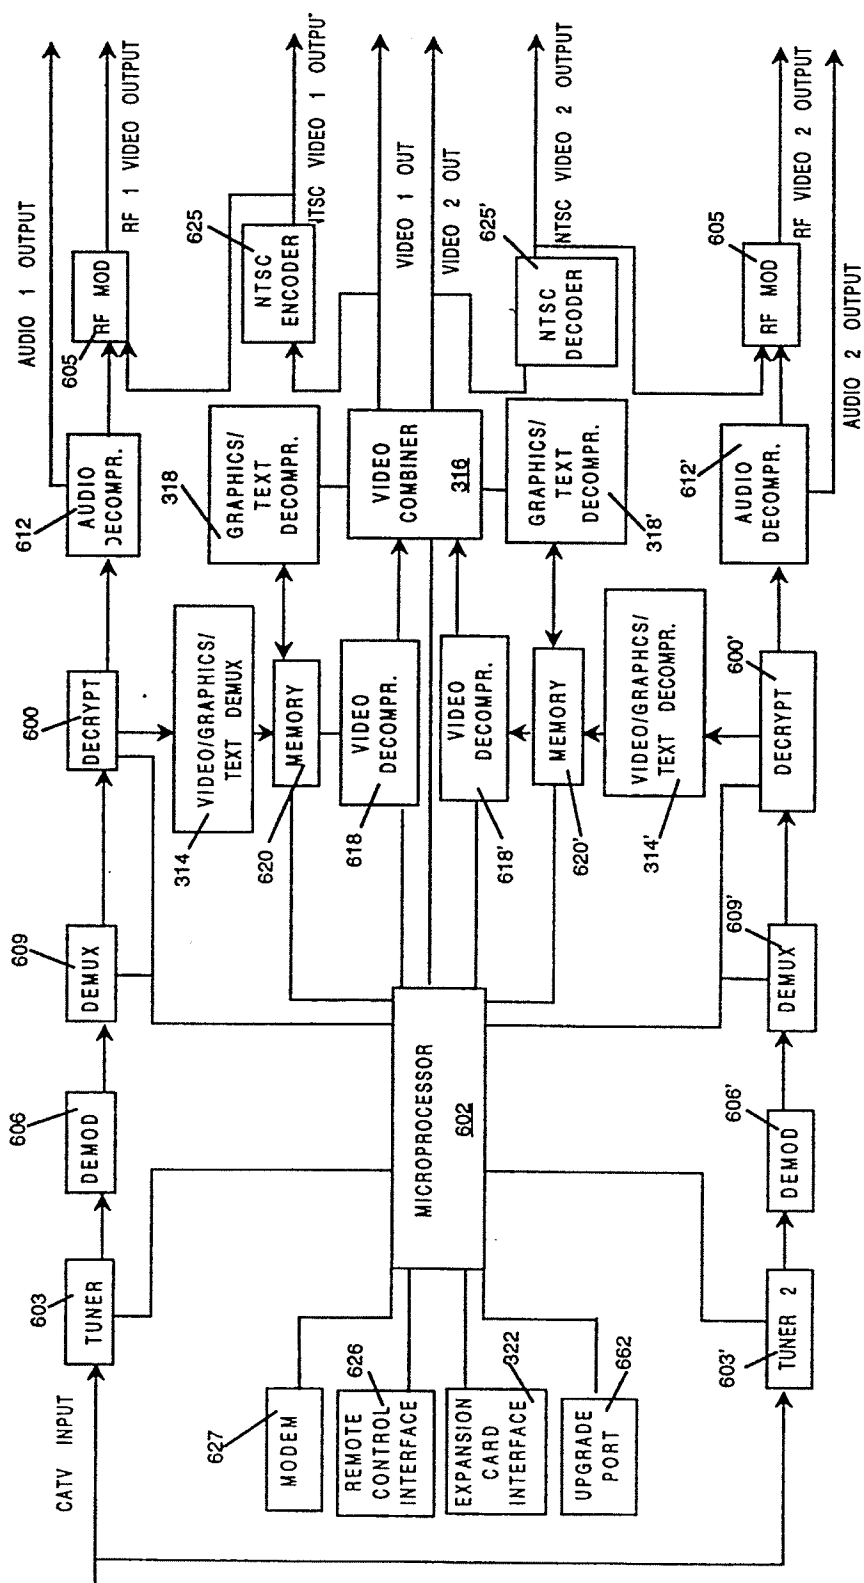 CATV INPUT
603
TUNER
606
DEMOD
609
DEMUX
600
DECRYPT
612
AUDIO
DECOMPR.
AUDIO 1 OUTPUT
605
RF MOD
RF 1 VIDEO OUTPUT
314
VIDEO/GRAPHICS/
TEXT DEMUX
318
GRAPHICS/
TEXT
DECOMPR.
625
NTSC
ENCODER
NTSC VIDEO 1 OUTPUT
627
MODEM
620
MEMORY
626
REMOTE
CONTROL
INTERFACE
618
VIDEO
DECOMPR.
MICROPROCESSOR
602
VIDEO
COMBINER
316
VIDEO 1 OUT
VIDEO 2 OUT
322
EXPANSION
CARD
INTERFACE
618'
VIDEO
DECOMPR.
662
UPGRADE
PORT
620'
MEMORY
GRAPHICS/
TEXT
DECOMPR.
318'
625'
NTSC
DECODER
NTSC VIDEO 2 OUTPUT
314'
VIDEO/GRAPHCS/
TEXT DECOMPR.
603'
TUNER 2
606'
DEMOD
609'
DEMUX
600'
DECRYPT
612'
AUDIO
DECOMPR.
605
RF MOD
RF VIDEO 2 OUTPUT
AUDIO 2 OUTPUT